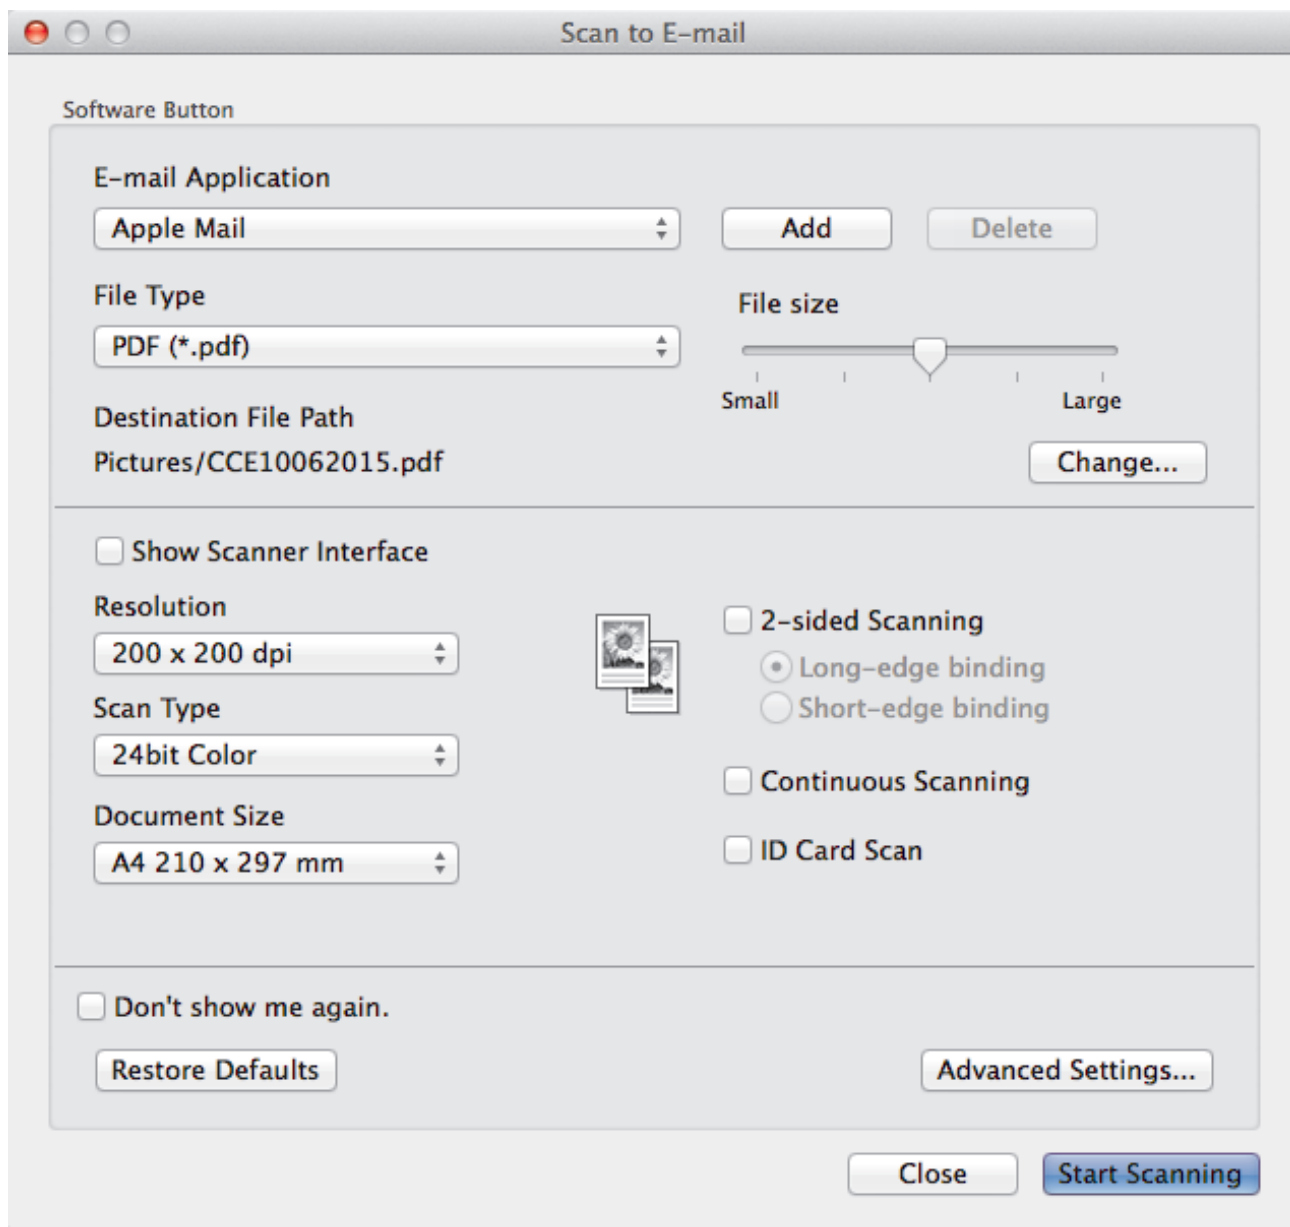 Scan to E-mail
Software Button
E-mail Application
Apple Mail
Add
Delete
File Type
File size
PDF (*.pdf)
Small
Large
Destination File Path
Pictures/CCE10062015.pdf
Change...
Show Scanner Interface
Resolution
200 x 200 dpi
2-sided Scanning
Long-edge binding
Short-edge binding
Scan Type
24bit Color
Continuous Scanning
Document Size
A4 210 x 297 mm
ID Card Scan
Don't show me again.
Restore Defaults
Advanced Settings...
Close
Start Scanning